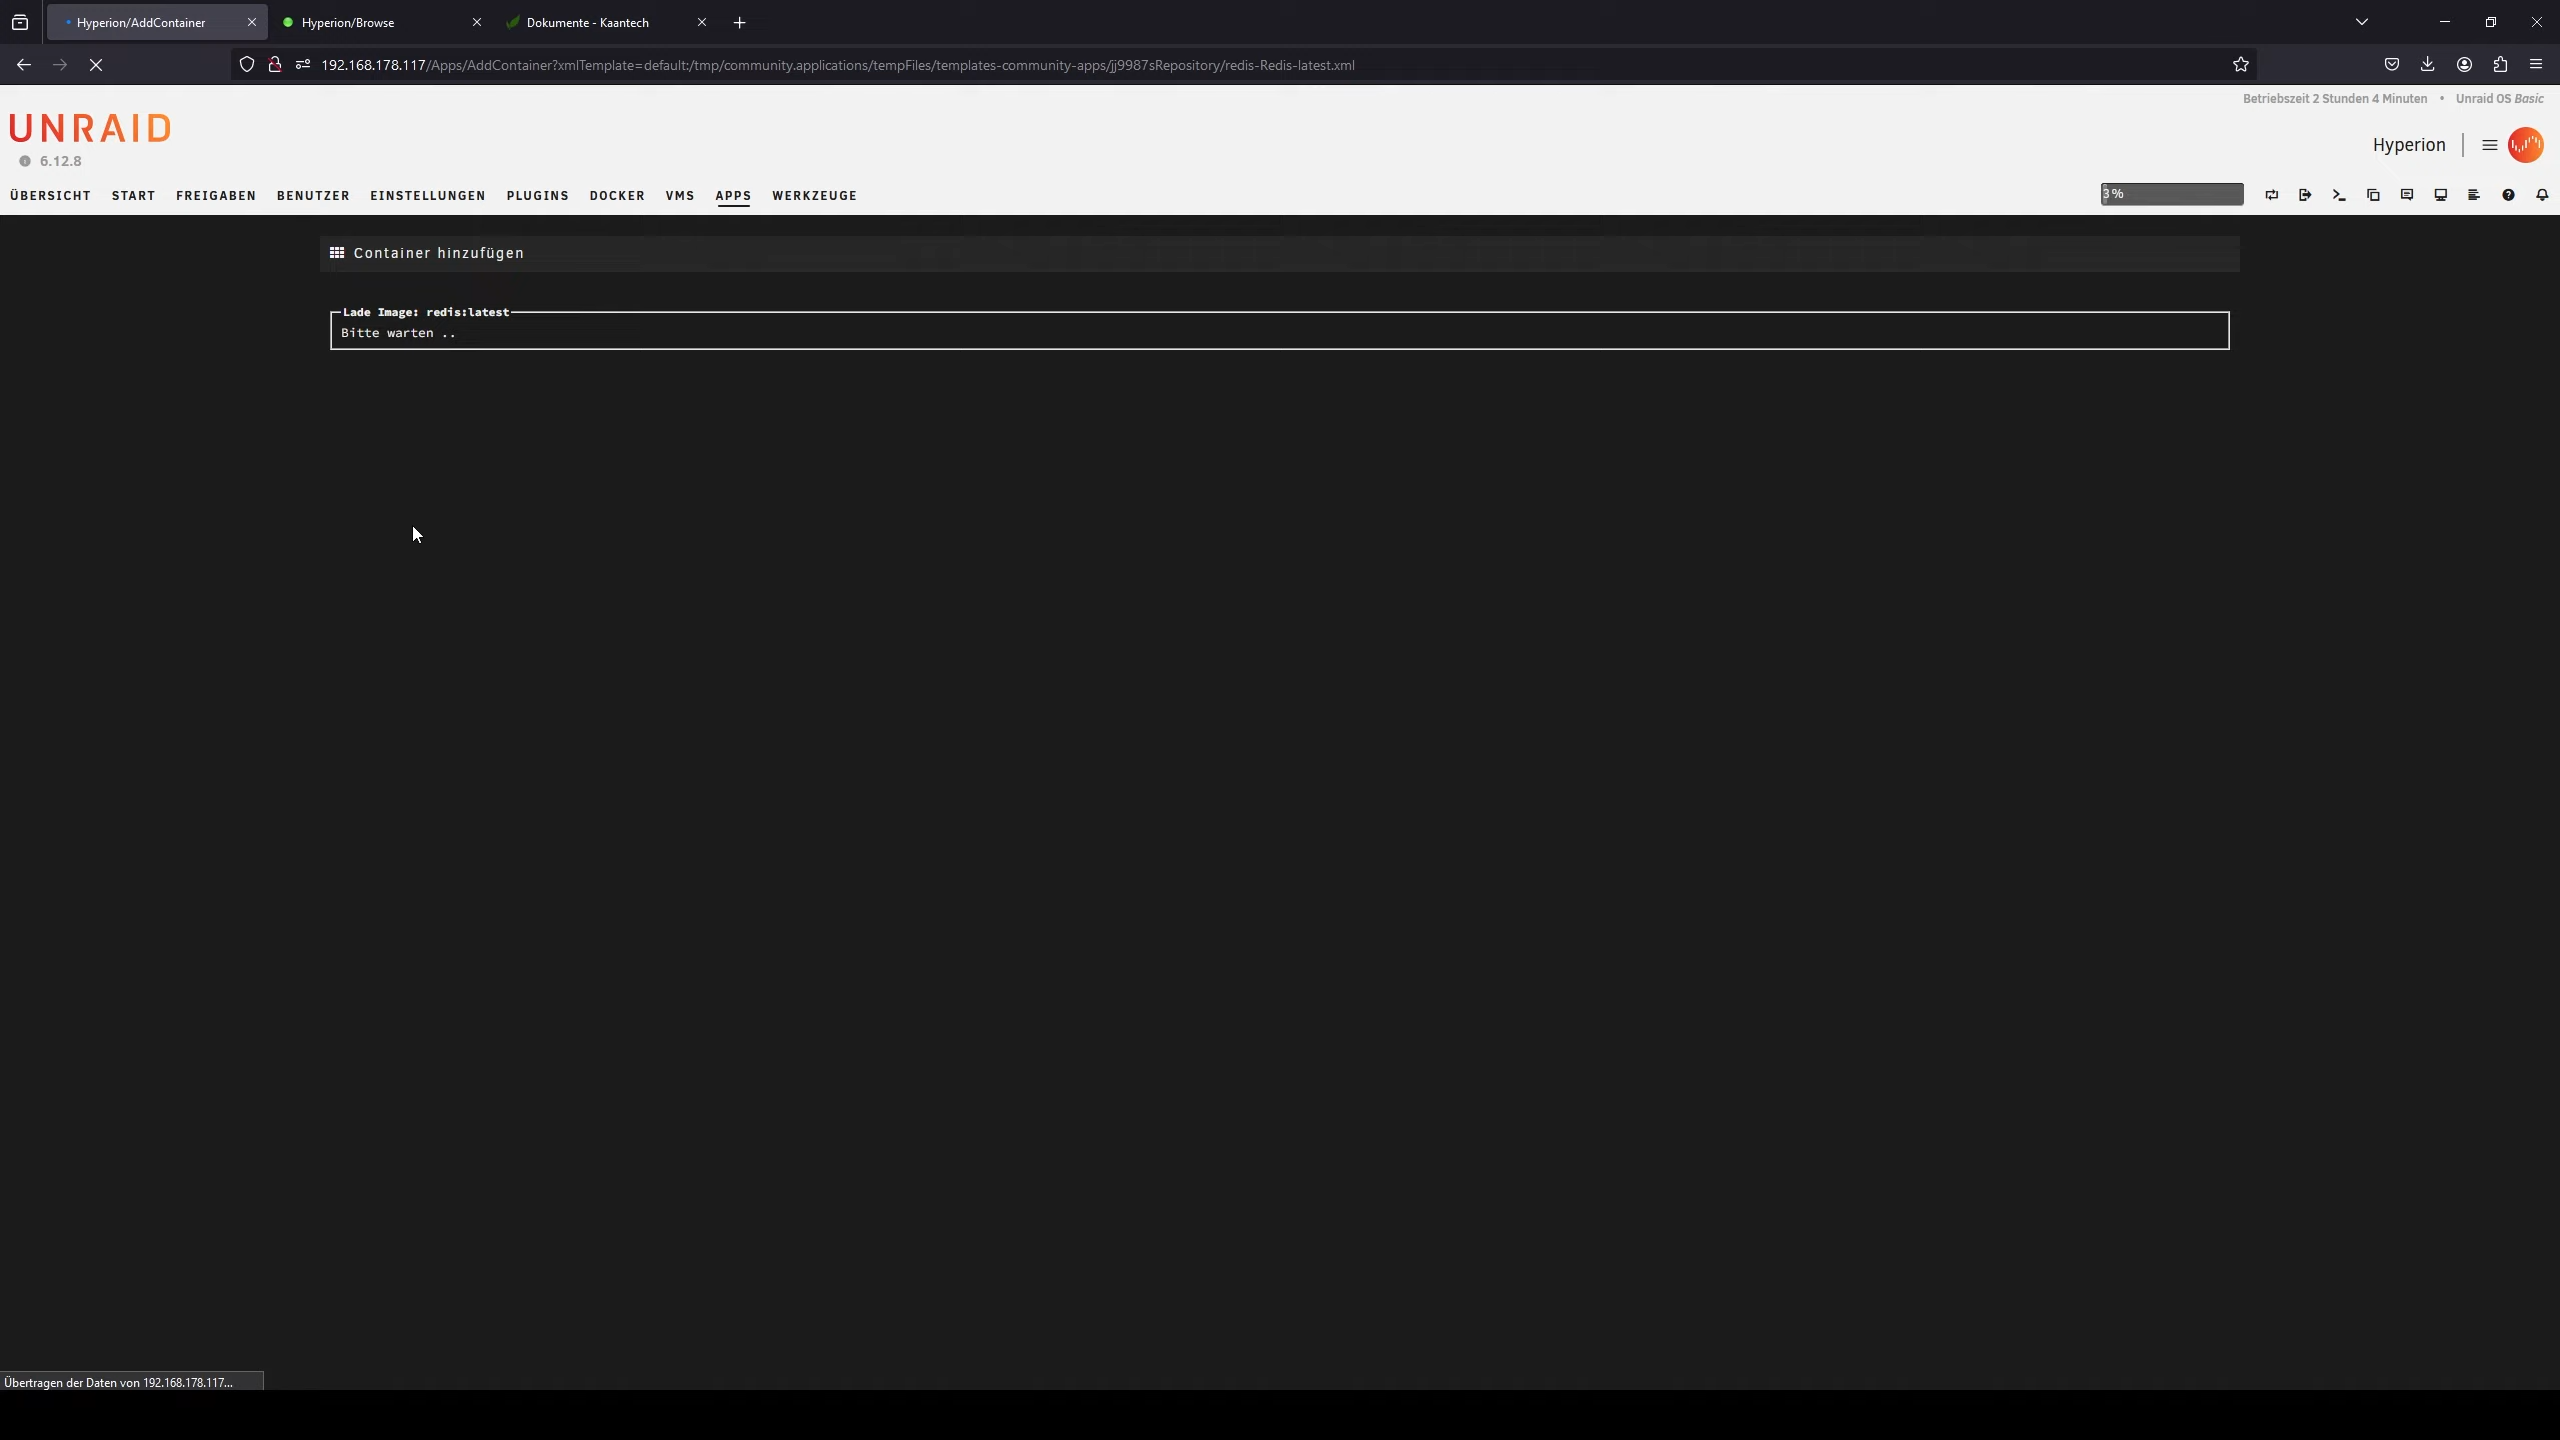 Hyperion/AddContainer
Hyperion/Browse
Dokumente - Kaantech
192.168.178.117/Apps/AddContainer?xmlTemplate=default:/tmp/community.applications/tempFiles/templates-community-apps/jj9987sRepository/redis-Redis-latest.xml
Betriebszeit 2 Stunden 4 Minuten • Unraid OS Basic
UNRAID
6.12.8
Hyperion
ÜBERSICHT START FREIGABEN BENUTZER EINSTELLUNGEN PLUGINS DOCKER VMS APPS WERKZEUGE
3%
Container hinzufügen
Lade Image: redis:latest
Bitte warten ..
Übertragen der Daten von 192.168.178.117...